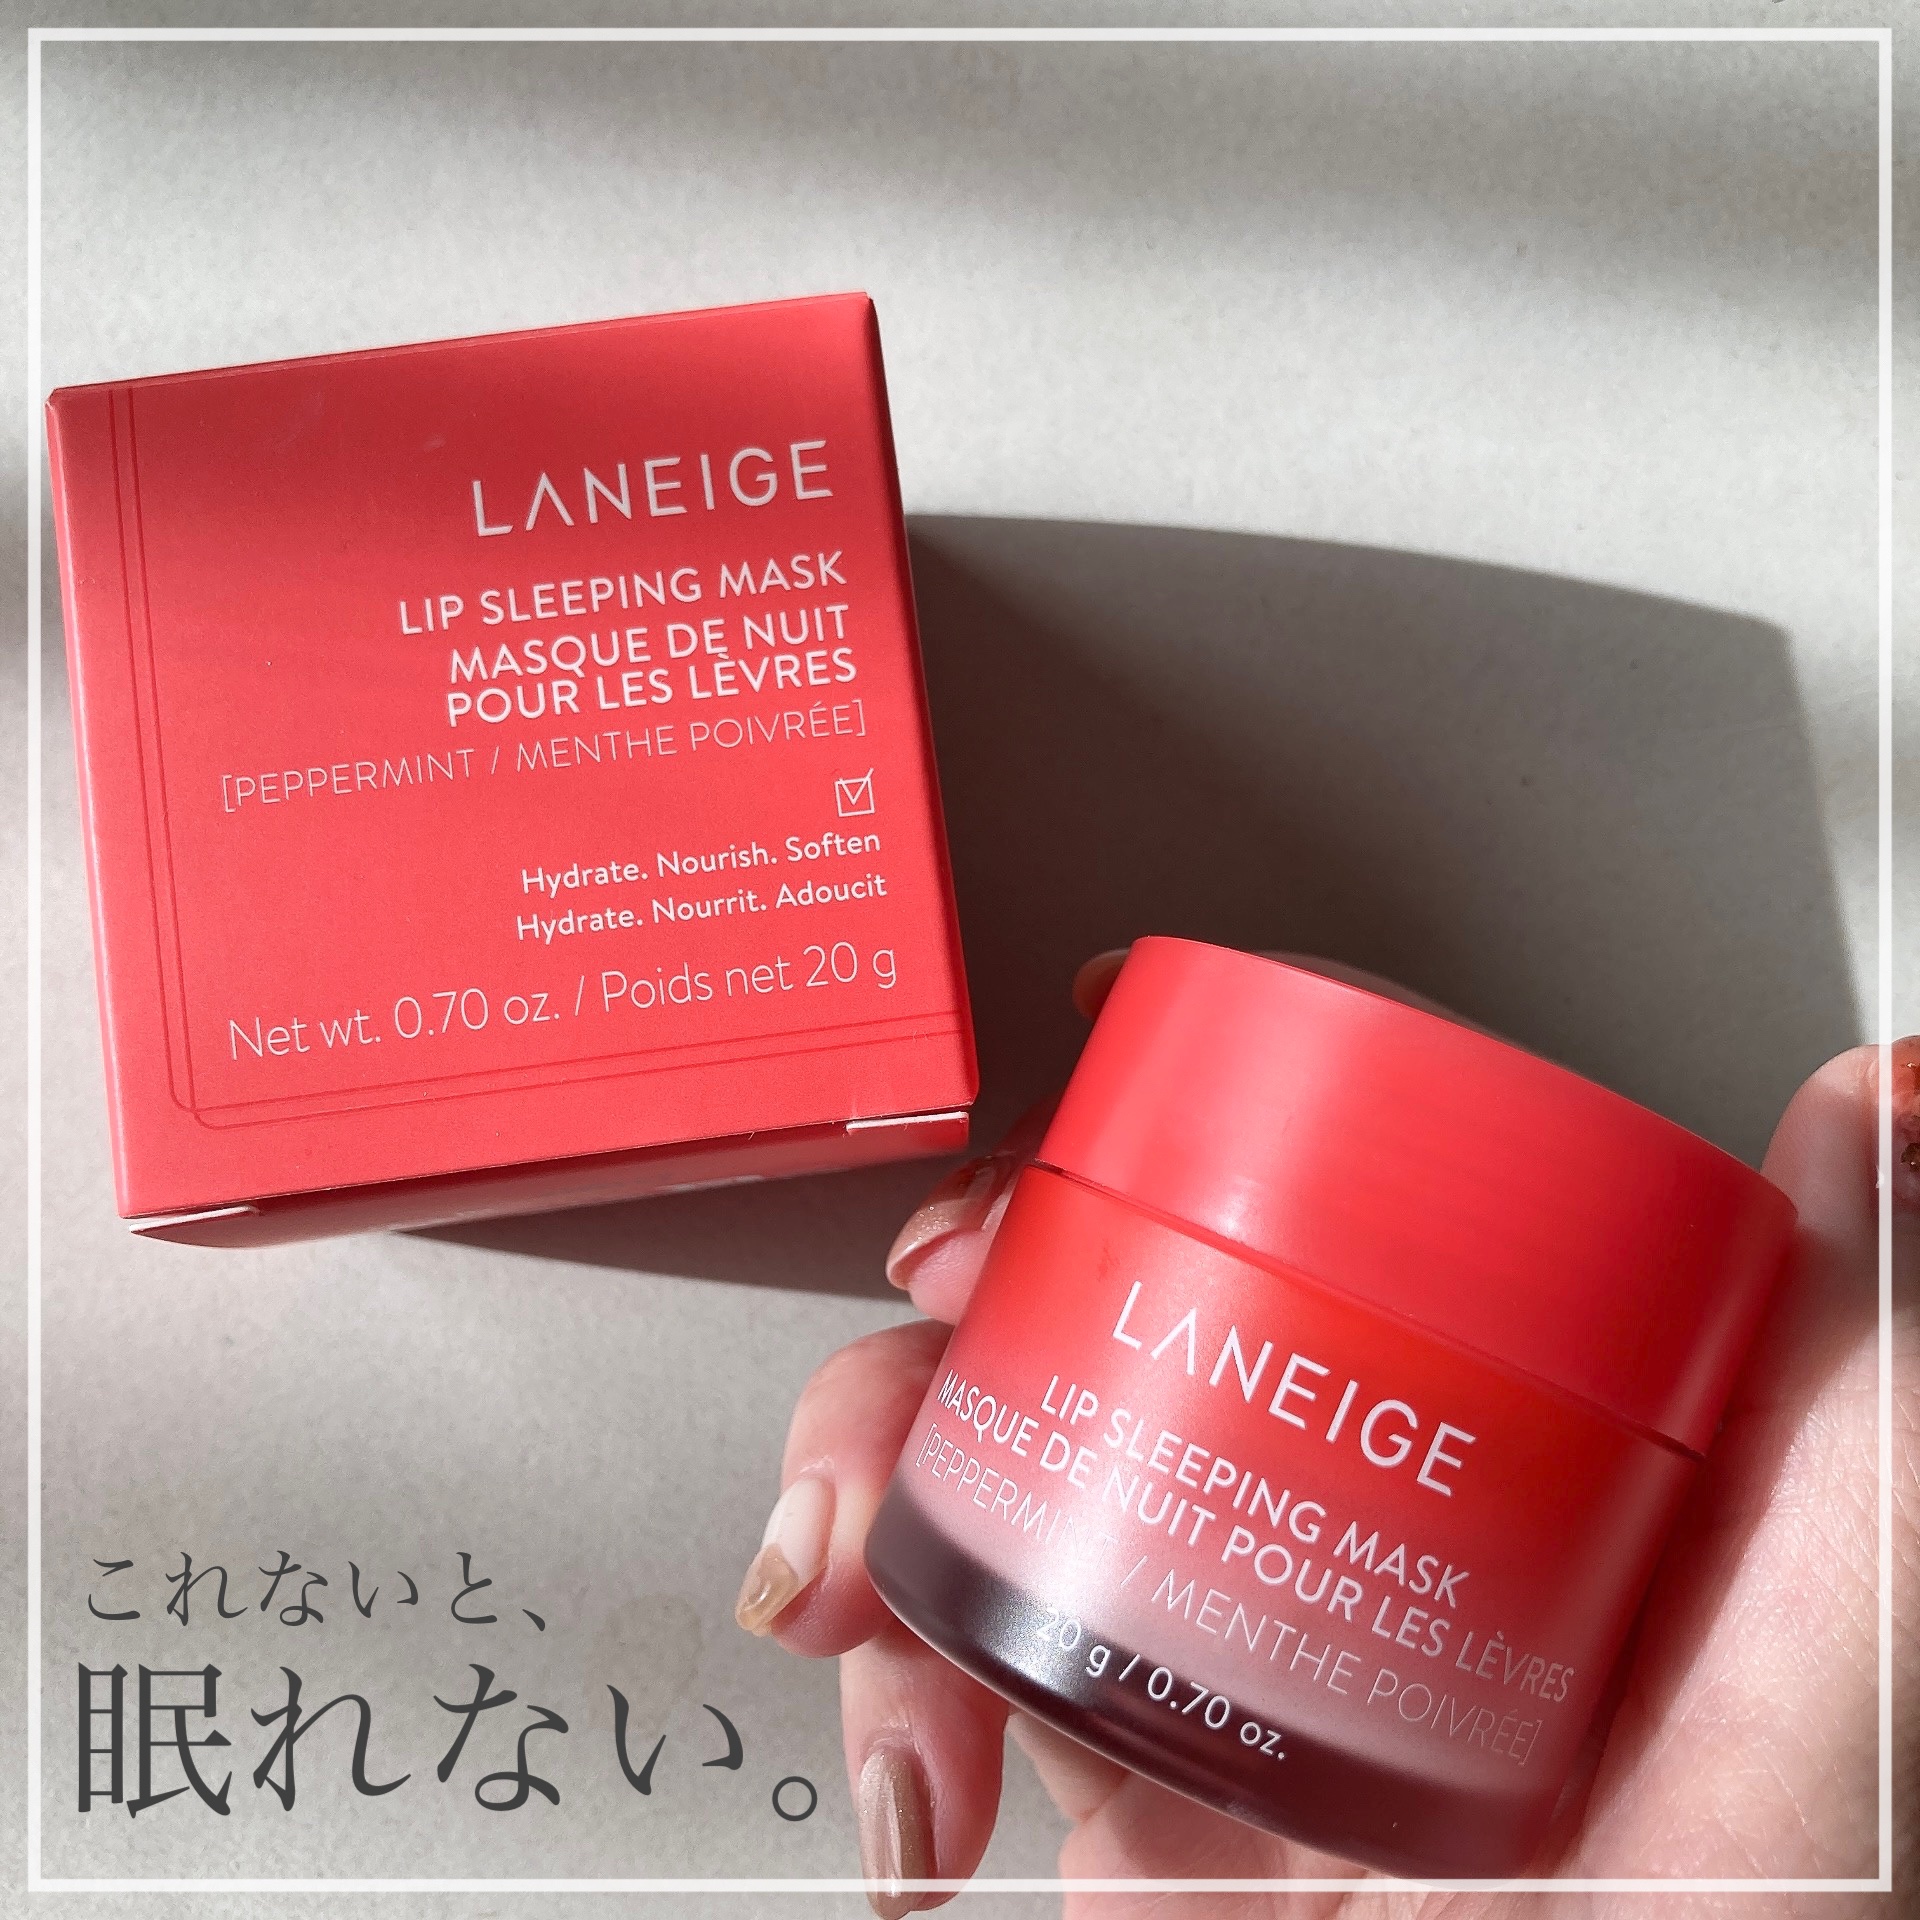 LANEIGE
LIP SLEEPING MASK
MASQUE DE NUIT
POUR LES LÈVRES
[PEPPERMINT / MENTHE POIVRÉE]
Hydrate. Nourish. Soften
Hydrate. Nourrit. Adoucit
Net wt. 0.70 oz. / Poids net 20 g
LANEIGE
LIP SLEEPING MASK
MASQUE DE NUIT POUR LES LÈVRES
[PEPPERMINT / MENTHE POIVRÉE]
20 g / 0.70 oz.
これないと、
眠れない。